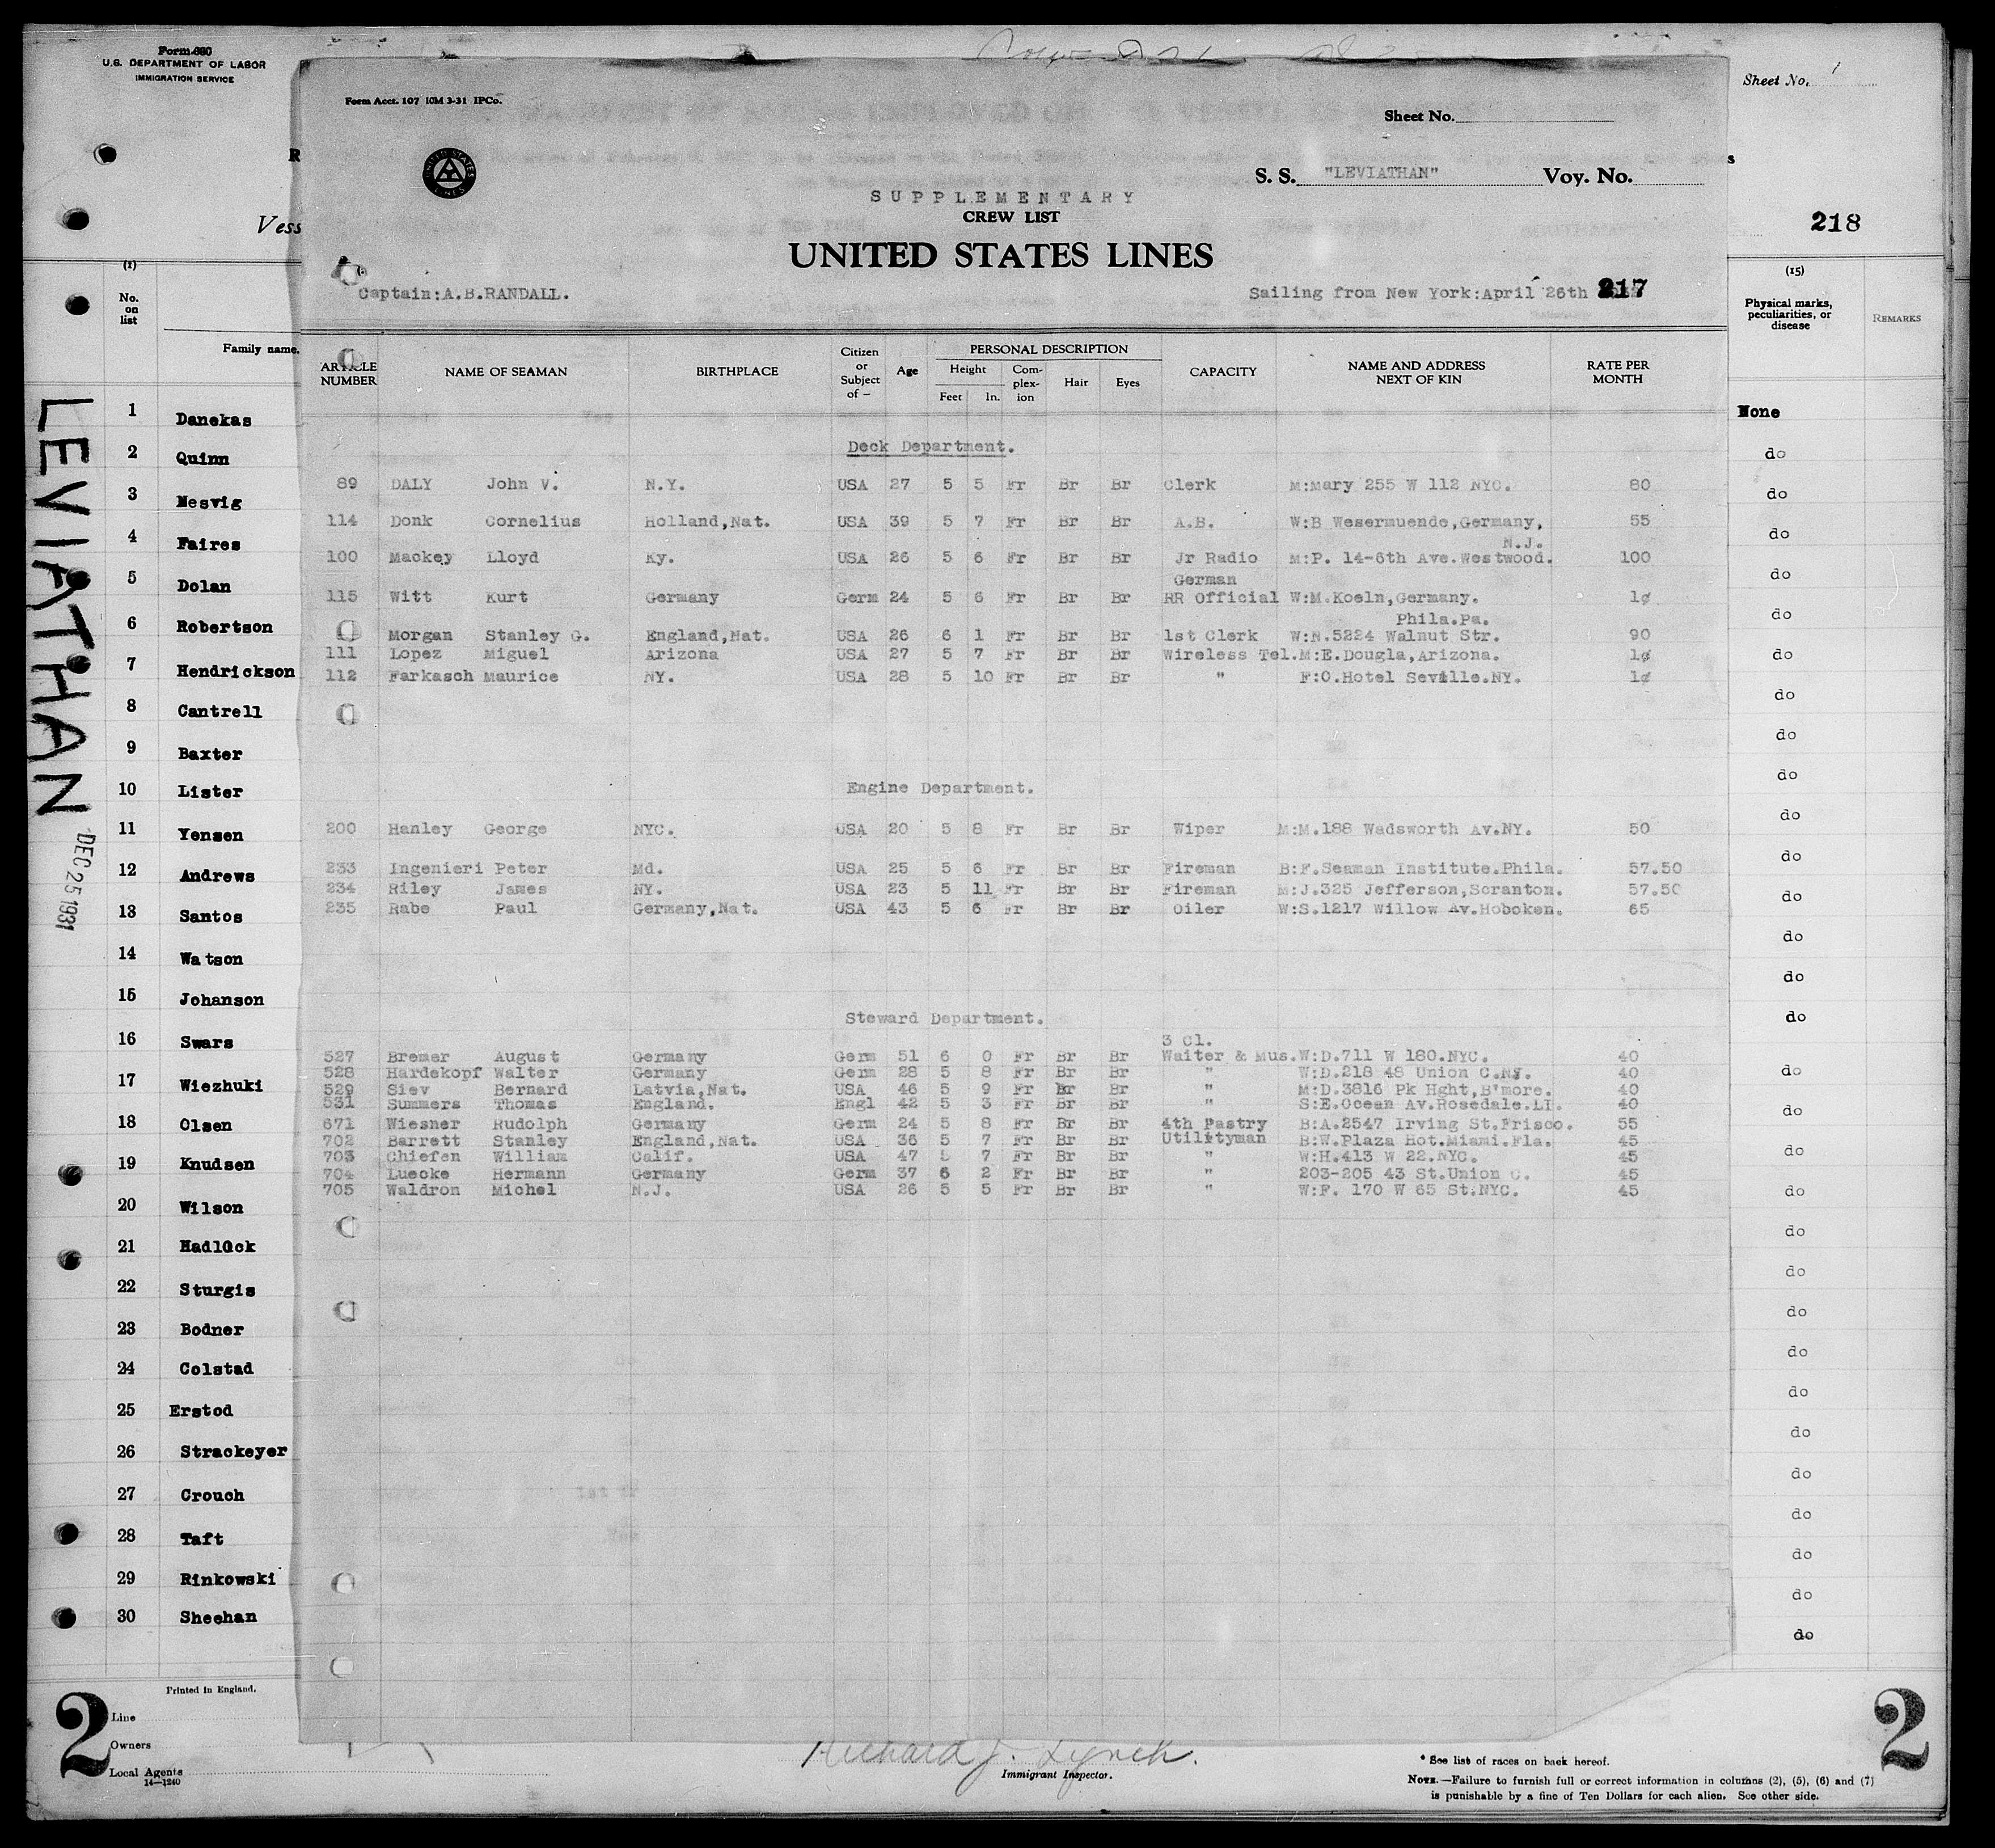 Form 680
U.S. DEPARTMENT OF LABOR
IMMIGRATION SERVICE
Sheet No. 1
Form Acct. 107 10M 3-31 IPCo.
Sheet No.
R
s
UNITED STATES LINES
S. S. "LEVIATHAN" Voy. No.
SUPPLEMENTARY
CREW LIST
UNITED STATES LINES
Vess
218
Captain:A.B.RANDALL.
Sailing from New York:April 26th
217
(1)
No. on list
Family name.
(15)
Physical marks, peculiarities, or disease
REMARKS
ARTICLE NUMBER NAME OF SEAMAN BIRTHPLACE Citizen or Subject of — Age PERSONAL DESCRIPTION Height Feet In. Complexion Hair Eyes CAPACITY NAME AND ADDRESS NEXT OF KIN RATE PER MONTH
LEVIATHAN
DEC 25 1931
1 Danekas None
2 Quinn do
3 Nesvig do
4 Faires do
5 Dolan do
6 Robertson do
7 Hendrickson do
8 Cantrell do
9 Baxter do
10 Lister do
11 Yensen do
12 Andrews do
13 Santos do
14 Watson do
15 Johanson do
16 Swars do
17 Wiezhuki do
18 Olsen do
19 Knudsen do
20 Wilson do
21 Hadlock do
22 Sturgis do
23 Bodner do
24 Colstad do
25 Erstod do
26 Strackeyer do
27 Crouch do
28 Taft do
29 Rinkowski do
30 Sheehan do
do
Deck Department.
89 DALY John V. N.Y. USA 27 5 5 Fr Br Br Clerk M:Mary 255 W 112 NYC. 80
114 Donk Cornelius Holland,Nat. USA 39 5 7 Fr Br Br A.B. W:B Wesermuende,Germany, 55
N.J.
100 Mackey Lloyd Ky. USA 26 5 6 Fr Br Br Jr Radio M:P. 14-6th Ave.Westwood. 100
German
115 Witt Kurt Germany Germ 24 5 6 Fr Br Br RR Official W:M.Koeln,Germany. 1¢
Phila.Pa.
Morgan Stanley G. England,Nat. USA 26 6 1 Fr Br Br 1st Clerk W:N.5224 Walnut Str. 90
111 Lopez Miguel Arizona USA 27 5 7 Fr Br Br Wireless Tel. M:E.Dougla,Arizona. 1¢
112 Farkasch Maurice NY. USA 28 5 10 Fr Br Br " F:O.Hotel Seville.NY. 1¢
Engine Department.
200 Hanley George NYC. USA 20 5 8 Fr Br Br Wiper M:M.188 Wadsworth Av.NY. 50
233 Ingenieri Peter Md. USA 25 5 6 Fr Br Br Fireman B:F.Seaman Institute.Phila. 57.50
234 Riley James NY. USA 23 5 11 Fr Br Br Fireman M:J.325 Jefferson,Scranton. 57.50
235 Rabe Paul Germany,Nat. USA 43 5 6 Fr Br Br Oiler W:S.1217 Willow Av.Hoboken. 65
Steward Department.
3 Cl.
527 Bremer August Germany Germ 51 6 0 Fr Br Br Waiter & Mus. W:D.711 W 180.NYC. 40
528 Hardekopf Walter Germany Germ 28 5 8 Fr Br Br " W:D.218 48 Union C.NY. 40
529 Siev Bernard Latvia,Nat. USA 46 5 9 Fr Br Br " M:D.3816 Pk Hght,B'more. 40
531 Summers Thomas England. Engl 42 5 3 Fr Br Br " S:E.Ocean Av.Rosedale.LI. 40
671 Wiesner Rudolph Germany Germ 24 5 8 Fr Br Br 4th Pastry B:A.2547 Irving St.Frisco. 55
702 Barrett Stanley England,Nat. USA 36 5 7 Fr Br Br Utilityman B:W.Plaza Hot.Miami.Fla. 45
703 Chiefen William Calif. USA 47 5 7 Fr Br Br " W:H.413 W 22.NYC. 45
704 Luecke Hermann Germany Germ 37 6 2 Fr Br Br " 203-205 43 St.Union C. 45
705 Waldron Michel N.J. USA 26 5 5 Fr Br Br " W:F. 170 W 65 St.NYC. 45
Printed in England.
2
Line
Owners
Local Agents
14—1240
Richard J. Lynch.
Immigrant Inspector.
* See list of races on back hereof.
NOTE.—Failure to furnish full or correct information in columns (2), (5), (6) and (7)
is punishable by a fine of Ten Dollars for each alien. See other side.
2